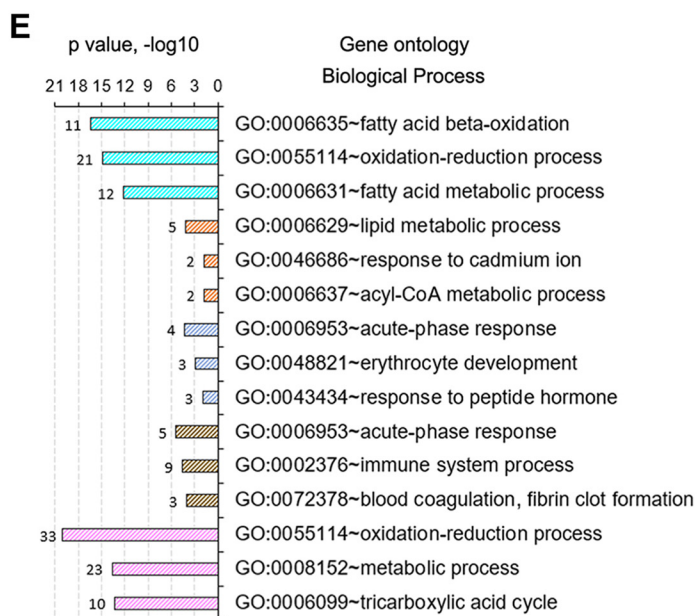 E
p value, -log10 Gene ontology
Biological Process
21 18 15 12 9 6 3 0
11 GO:0006635~fatty acid beta-oxidation
21 GO:0055114~oxidation-reduction process
12 GO:0006631~fatty acid metabolic process
5 GO:0006629~lipid metabolic process
2 GO:0046686~response to cadmium ion
2 GO:0006637~acyl-CoA metabolic process
4 GO:0006953~acute-phase response
3 GO:0048821~erythrocyte development
3 GO:0043434~response to peptide hormone
5 GO:0006953~acute-phase response
9 GO:0002376~immune system process
3 GO:0072378~blood coagulation, fibrin clot formation
33 GO:0055114~oxidation-reduction process
23 GO:0008152~metabolic process
10 GO:0006099~tricarboxylic acid cycle